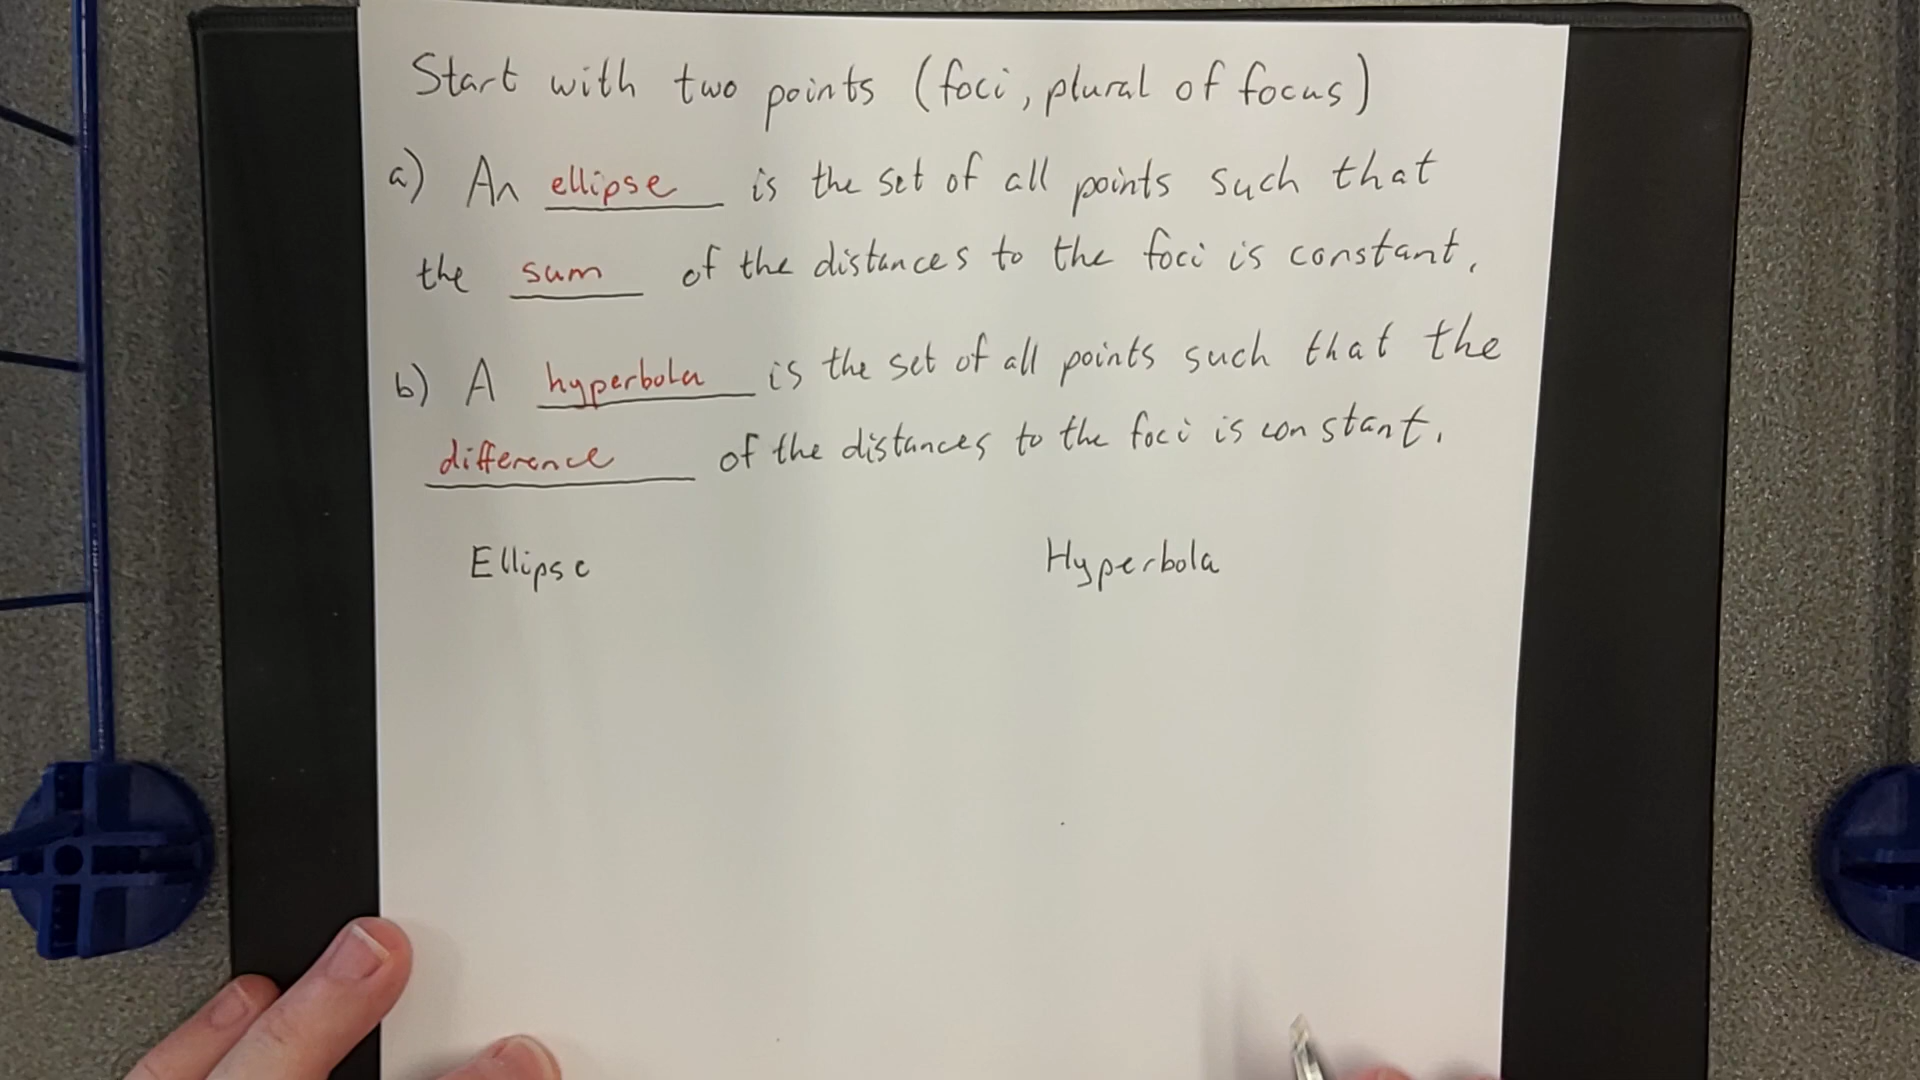 Start with two points (foci, plural of focus)
a) An ellipse is the set of all points such that
the sum of the distances to the foci is constant.
b) A hyperbola is the set of all points such that the
difference of the distances to the foci is constant.
Ellipse Hyperbola